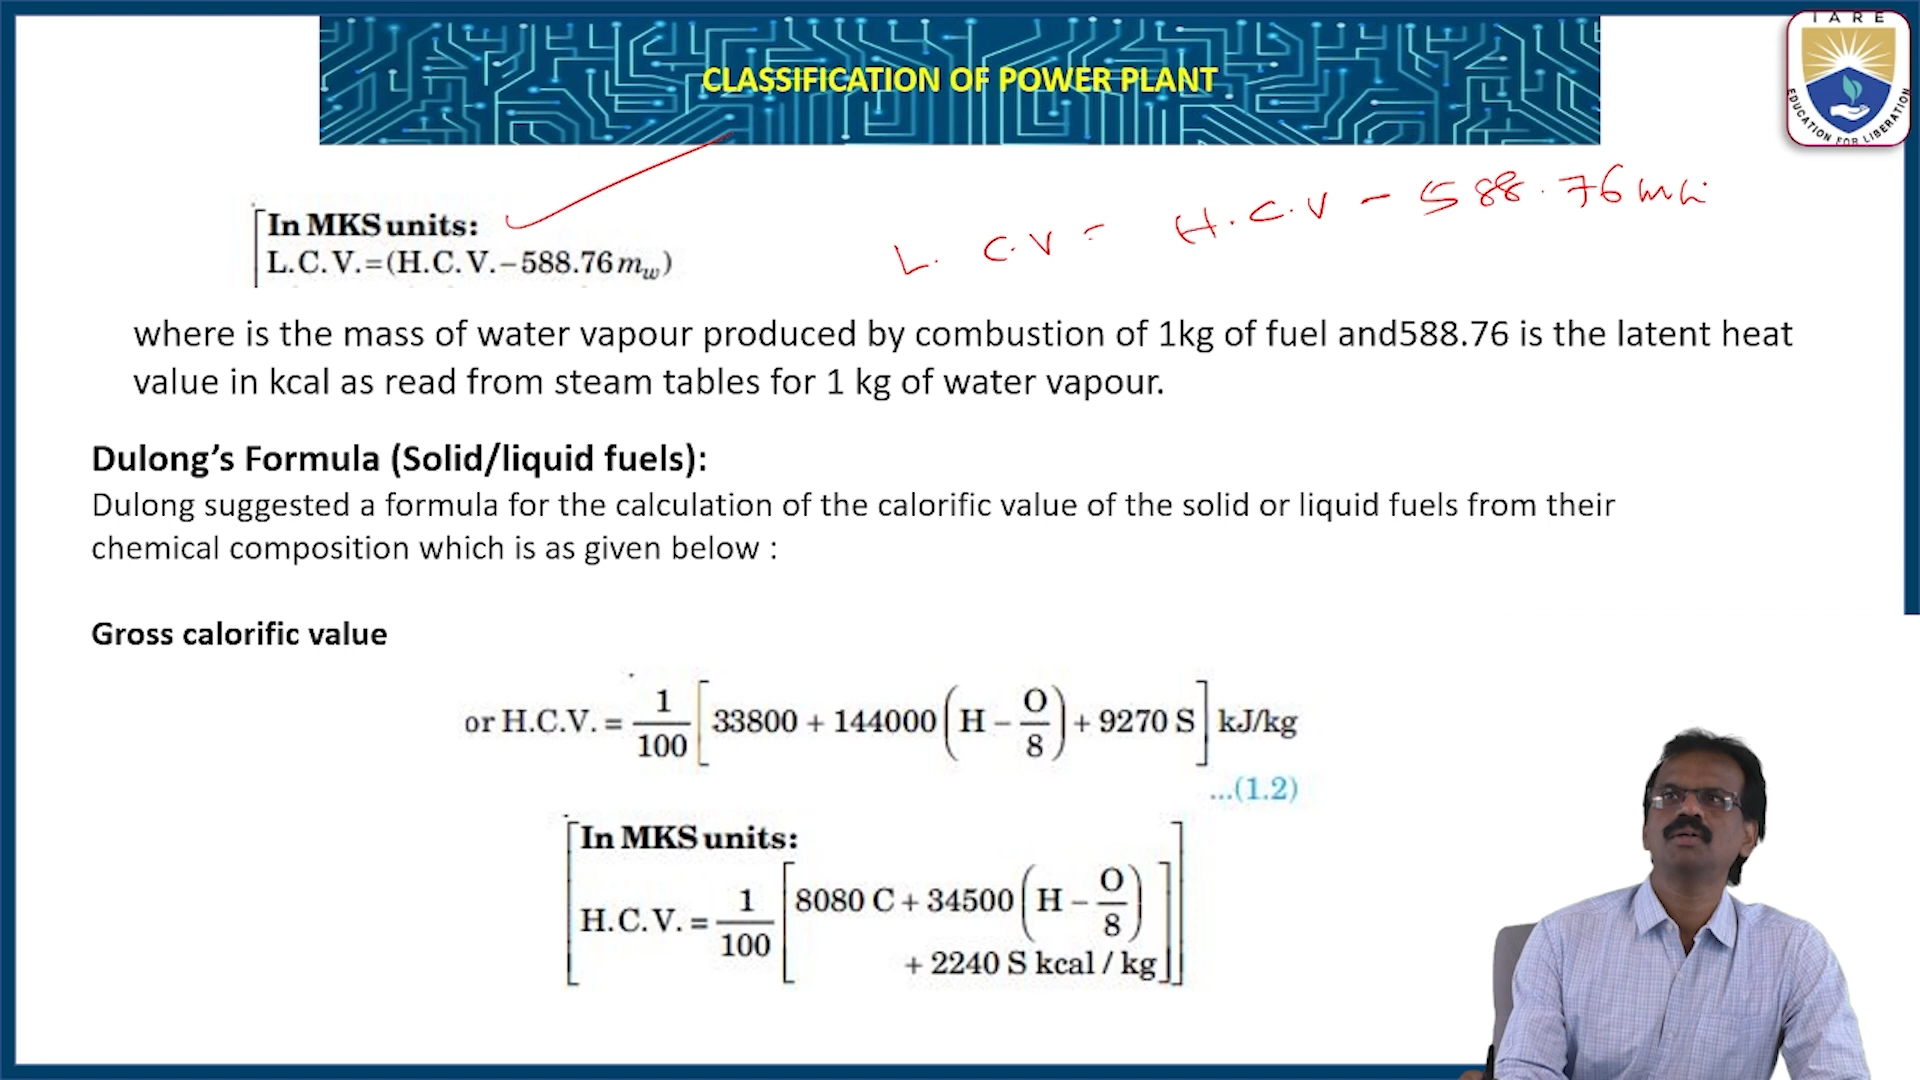 IARE
EDUCATION FOR LIBERATION
CLASSIFICATION OF POWER PLANT
In MKS units:
L.C.V.=(H.C.V.−588.76 m_w)
L. C.V = H.C.V − 588.76
where is the mass of water vapour produced by combustion of 1kg of fuel and588.76 is the latent heat
value in kcal as read from steam tables for 1 kg of water vapour.
Dulong’s Formula (Solid/liquid fuels):
Dulong suggested a formula for the calculation of the calorific value of the solid or liquid fuels from their
chemical composition which is as given below :
Gross calorific value
or H.C.V. = 1/100 [33800 + 144000 (H − O/8) + 9270 S] kJ/kg
...(1.2)
In MKS units:
H.C.V. = 1/100 [8080 C + 34500 (H − O/8)
+ 2240 S kcal / kg]